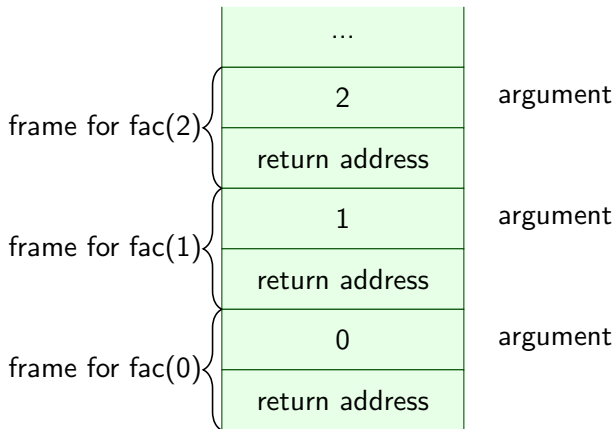 ...
2 argument
frame for fac(2)
return address
1 argument
frame for fac(1)
return address
0 argument
frame for fac(0)
return address